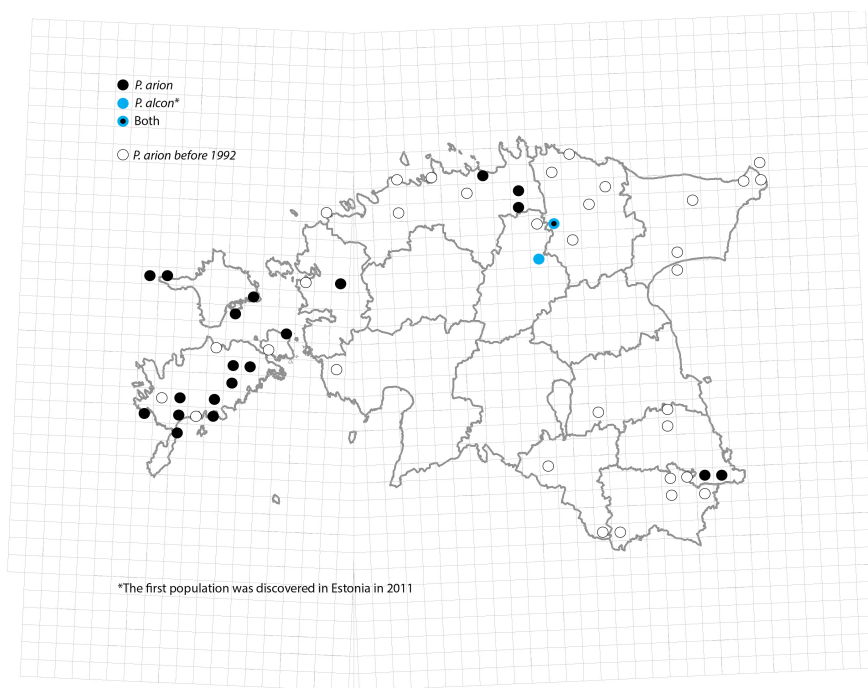 P. arion
P. alcon*
Both
P. arion before 1992
*The first population was discovered in Estonia in 2011